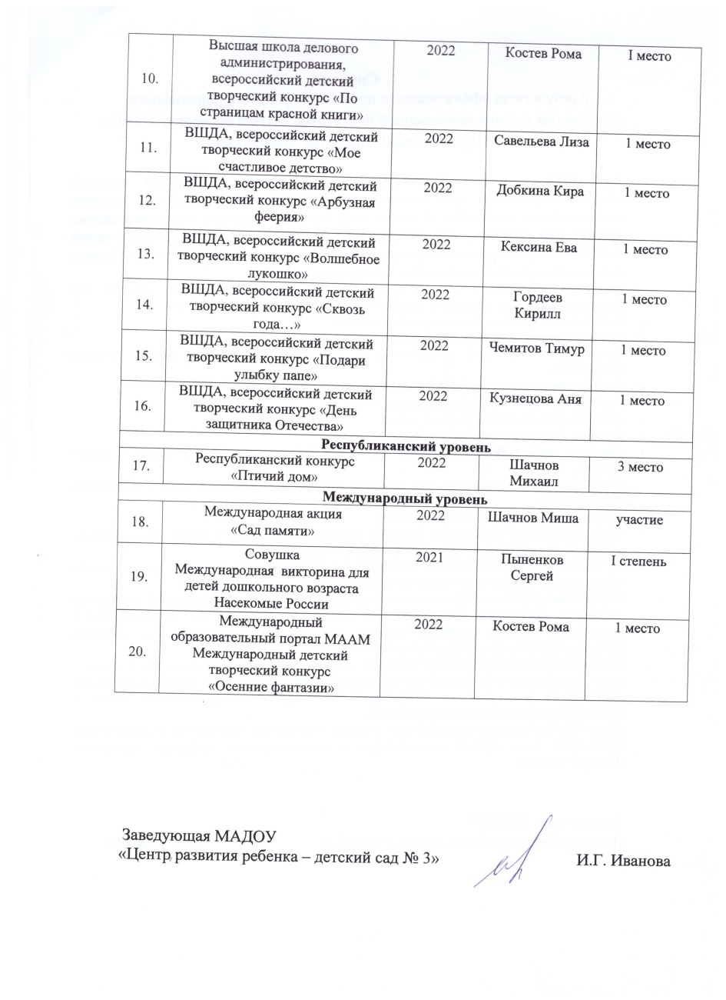 10.
Высшая школа делового
администрирования,
всероссийский детский
творческий конкурс «По
страницам красной книги»
2022
Костев Рома
I место
11.
ВШДА, всероссийский детский
творческий конкурс «Мое
счастливое детство»
2022
Савельева Лиза
1 место
12.
ВШДА, всероссийский детский
творческий конкурс «Арбузная
феерия»
2022
Добкина Кира
1 место
13.
ВШДА, всероссийский детский
творческий конкурс «Волшебное
лукошко»
2022
Кексина Ева
1 место
14.
ВШДА, всероссийский детский
творческий конкурс «Сквозь
года…»
2022
Гордеев
Кирилл
1 место
15.
ВШДА, всероссийский детский
творческий конкурс «Подари
улыбку папе»
2022
Чемитов Тимур
1 место
16.
ВШДА, всероссийский детский
творческий конкурс «День
защитника Отечества»
2022
Кузнецова Аня
1 место
Республиканский уровень
17.
Республиканский конкурс
«Птичий дом»
2022
Шачнов
Михаил
3 место
Международный уровень
18.
Международная акция
«Сад памяти»
2022
Шачнов Миша
участие
19.
Совушка
Международная викторина для
детей дошкольного возраста
Насекомые России
2021
Пыненков
Сергей
I степень
20.
Международный
образовательный портал МААМ
Международный детский
творческий конкурс
«Осенние фантазии»
2022
Костев Рома
1 место
Заведующая МАДОУ
«Центр развития ребенка – детский сад № 3»
И.Г. Иванова